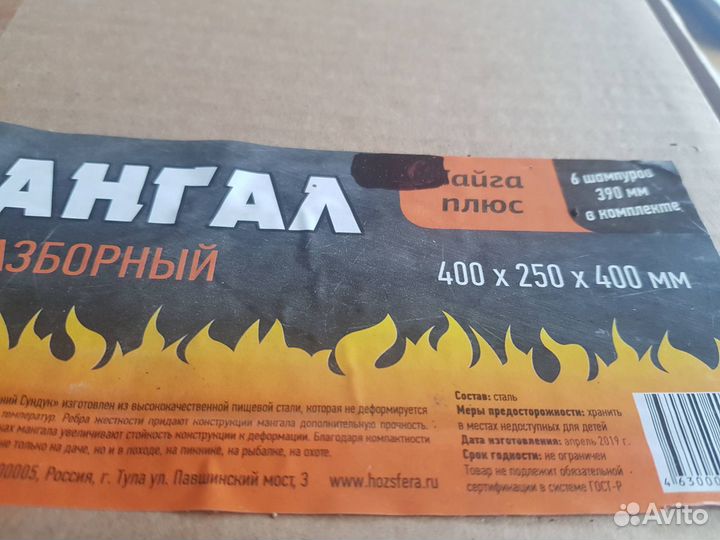 АНГАЛ
АЗБОРНЫЙ
айга
плюс
6 шампуров
390 мм
в комплекте
400 х 250 х 400 мм
кий Сундук» изготовлен из высококачественной пищевой стали, которая не деформируется
температур. Ребра жесткости придают конструкции мангала дополнительную прочность.
ках мангала увеличивают стойкость конструкции к деформации. Благодаря компактности
не только на даче, но и в походе, на пикнике, на рыбалке, на охоте.
00005, Россия, г. Тула ул. Павшинский мост, 3 www.hozsfera.ru
Состав: сталь
Меры предосторожности: хранить
в местах недоступных для детей
Дата изготовления: апрель 2019 г.
Срок годности: не ограничен
Товар не подлежит обязательной
сертификации в системе ГОСТ-Р
4 63000
Avito